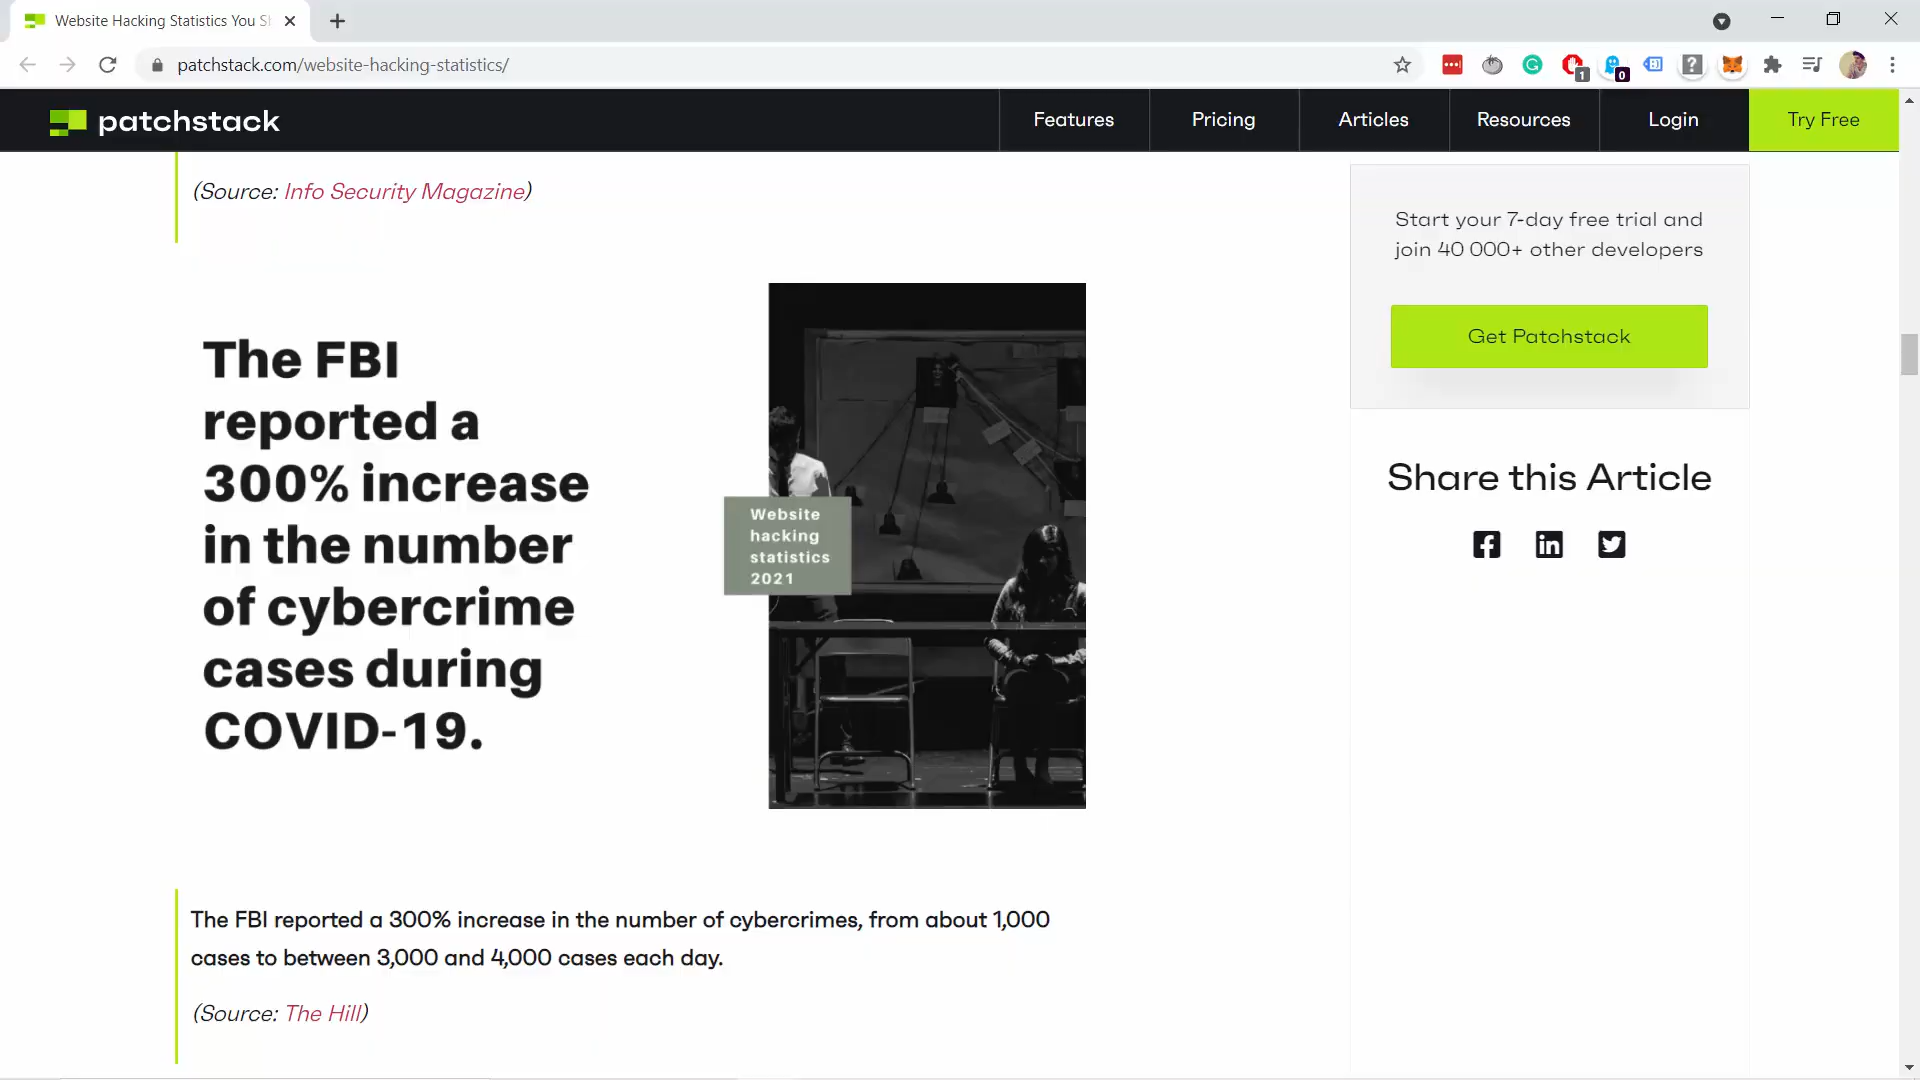 Website Hacking Statistics You S
patchstack.com/website-hacking-statistics/
1
0
patchstack
Features
Pricing
Articles
Resources
Login
Try Free
(Source: Info Security Magazine)
Start your 7-day free trial and
join 40 000+ other developers
Get Patchstack
Share this Article
The FBI
reported a
300% increase
in the number
of cybercrime
cases during
COVID-19.
Website
hacking
statistics
2021
The FBI reported a 300% increase in the number of cybercrimes, from about 1,000
cases to between 3,000 and 4,000 cases each day.
(Source: The Hill)